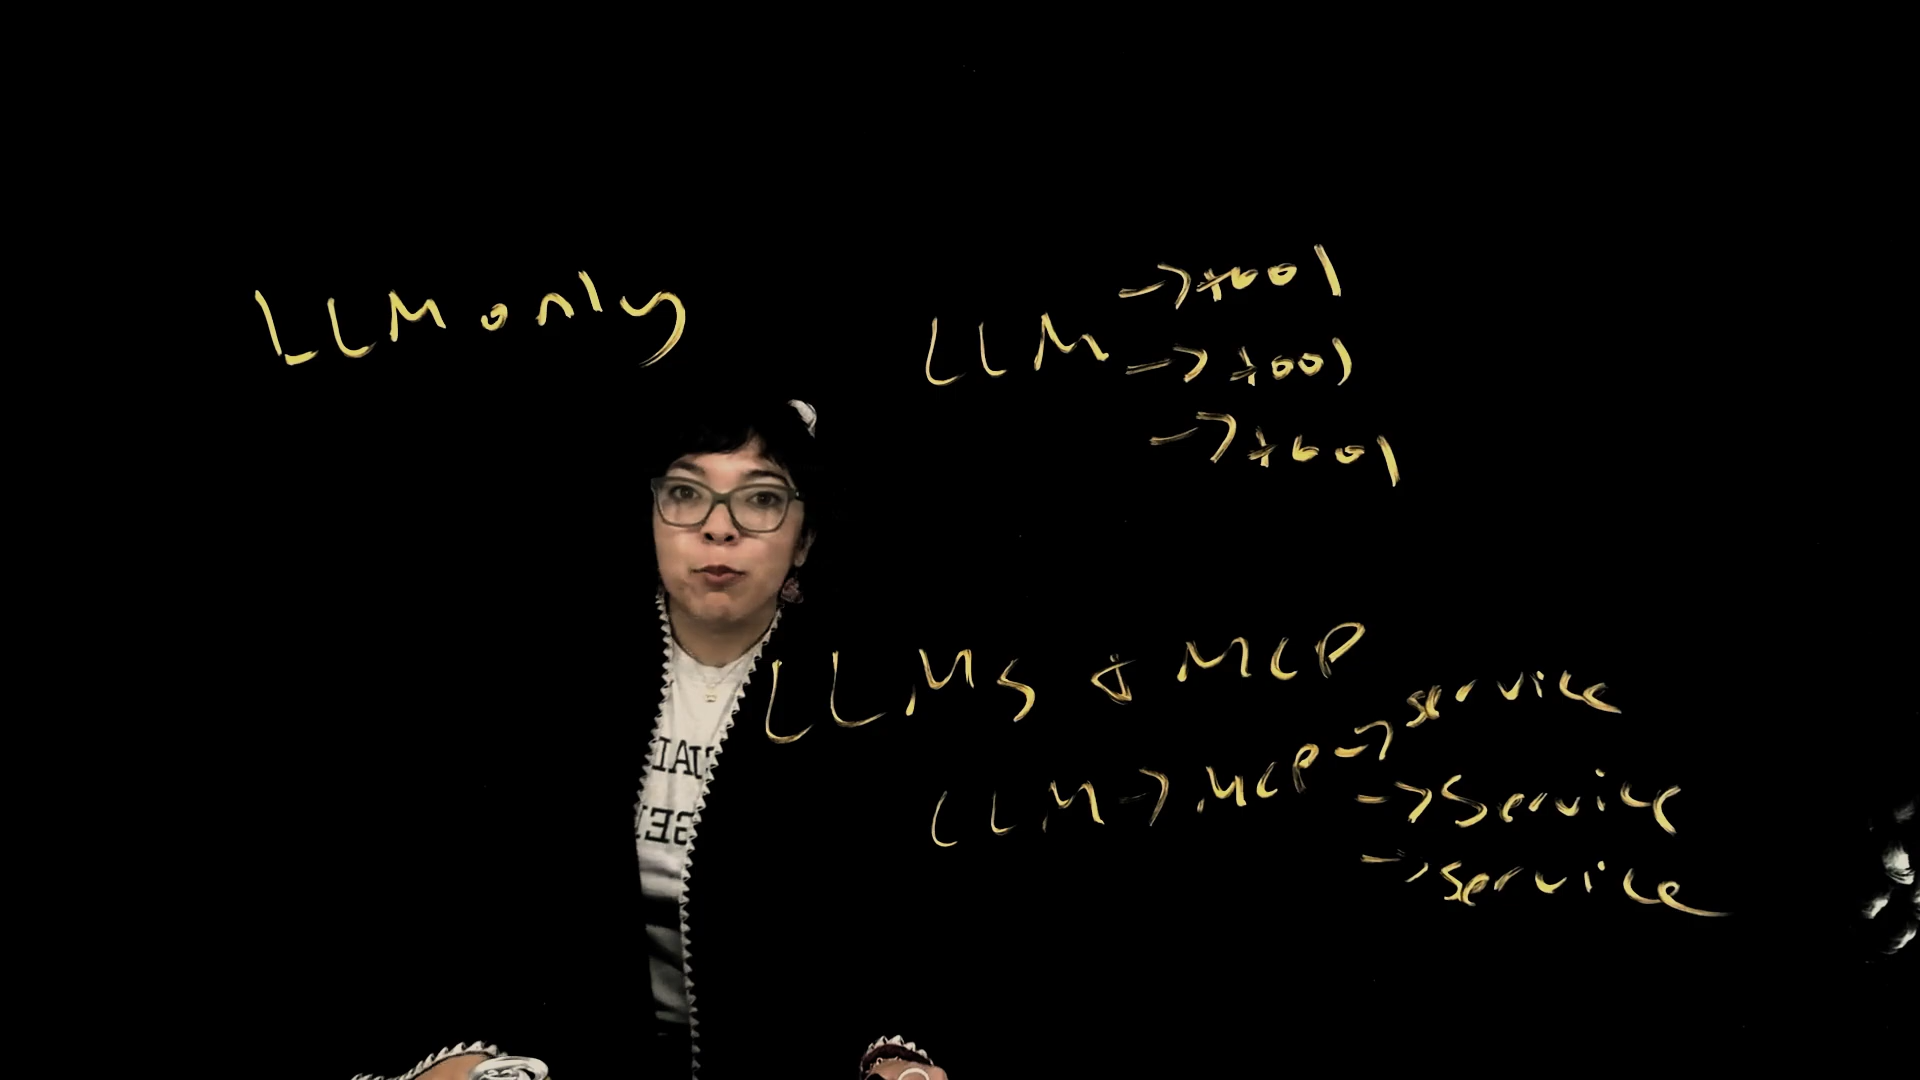 LLM only
LLM → tool
→ tool
→ tool
LLMs & MCP
LLM → MCP → service
→ service
→ service